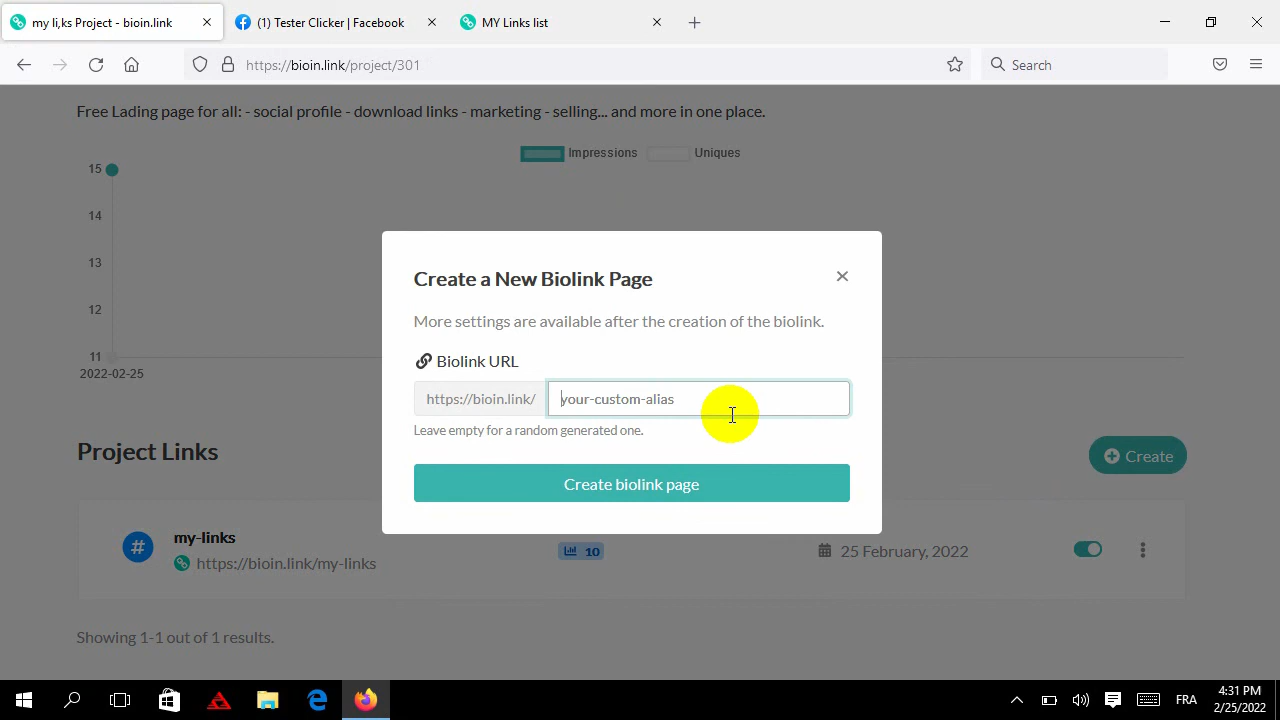 my li,ks Project - bioin.link
(1) Tester Clicker | Facebook
MY Links list
https://bioin.link/project/301
Search
Free Lading page for all: - social profile - download links - marketing - selling... and more in one place.
Impressions
Uniques
15
14
13
12
11
2022-02-25
Create a New Biolink Page
More settings are available after the creation of the biolink.
Biolink URL
https://bioin.link/
your-custom-alias
Leave empty for a random generated one.
Create biolink page
Project Links
Create
#
my-links
https://bioin.link/my-links
10
25 February, 2022
Showing 1-1 out of 1 results.
FRA
4:31 PM
2/25/2022